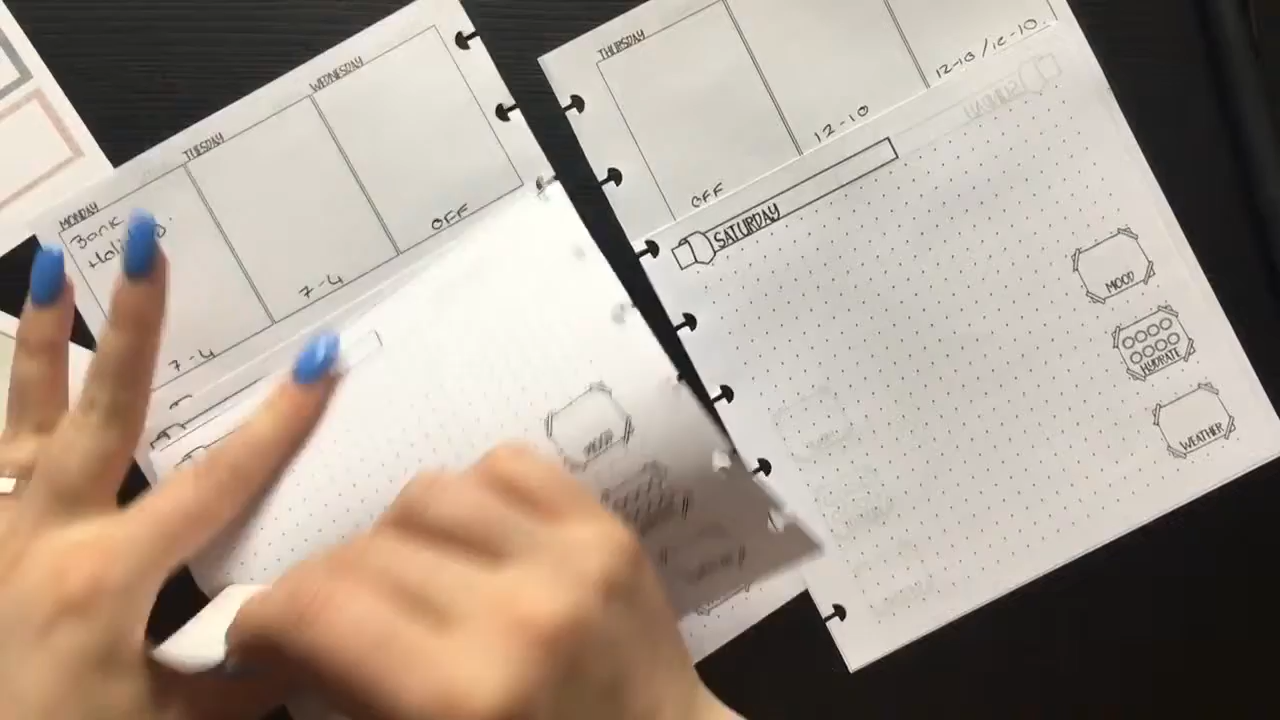 MONDAY
Bank
TUESDAY
WEDNESDAY
7-4
7-4
OFF
THURSDAY
OFF
12-10
12-10/12-10
SATURDAY
SUNDAY
MOOD
HYDRATE
WEATHER